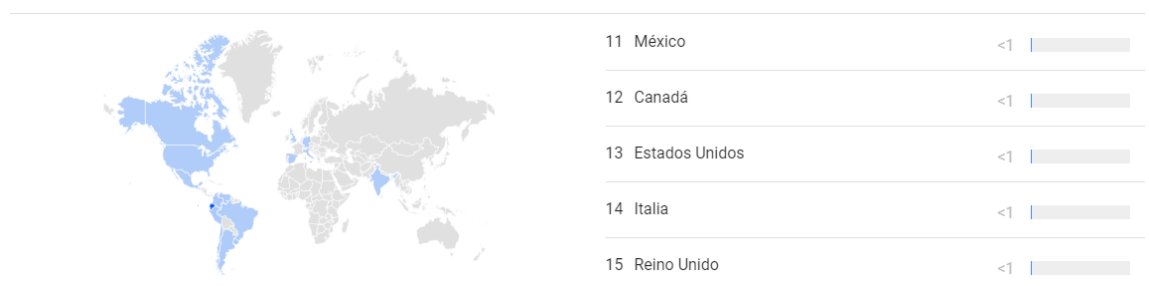 11 México <1
12 Canadá <1
13 Estados Unidos <1
14 Italia <1
15 Reino Unido <1